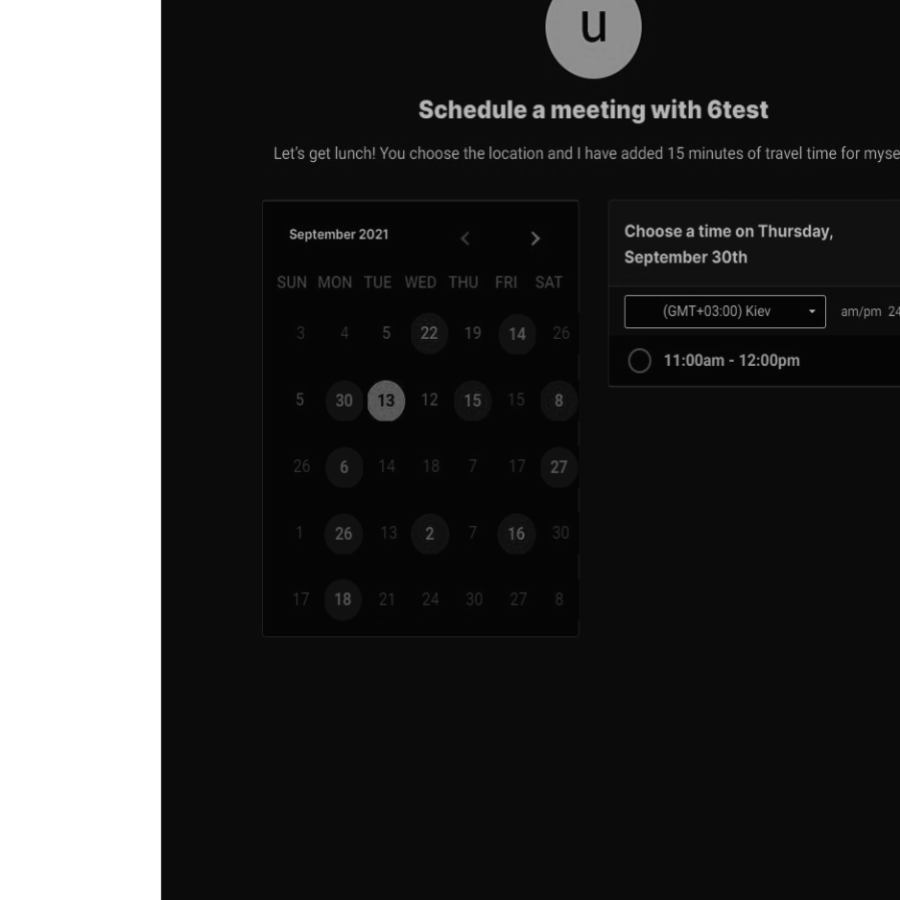 u
Schedule a meeting with 6test
Let's get lunch! You choose the location and I have added 15 minutes of travel time for myse
September 2021
SUN MON TUE WED THU FRI SAT
3 4 5 22 19 14 26
5 30 13 12 15 15 8
26 6 14 18 7 17 27
1 26 13 2 7 16 30
17 18 21 24 30 27 8
Choose a time on Thursday,
September 30th
(GMT+03:00) Kiev am/pm 24
11:00am - 12:00pm